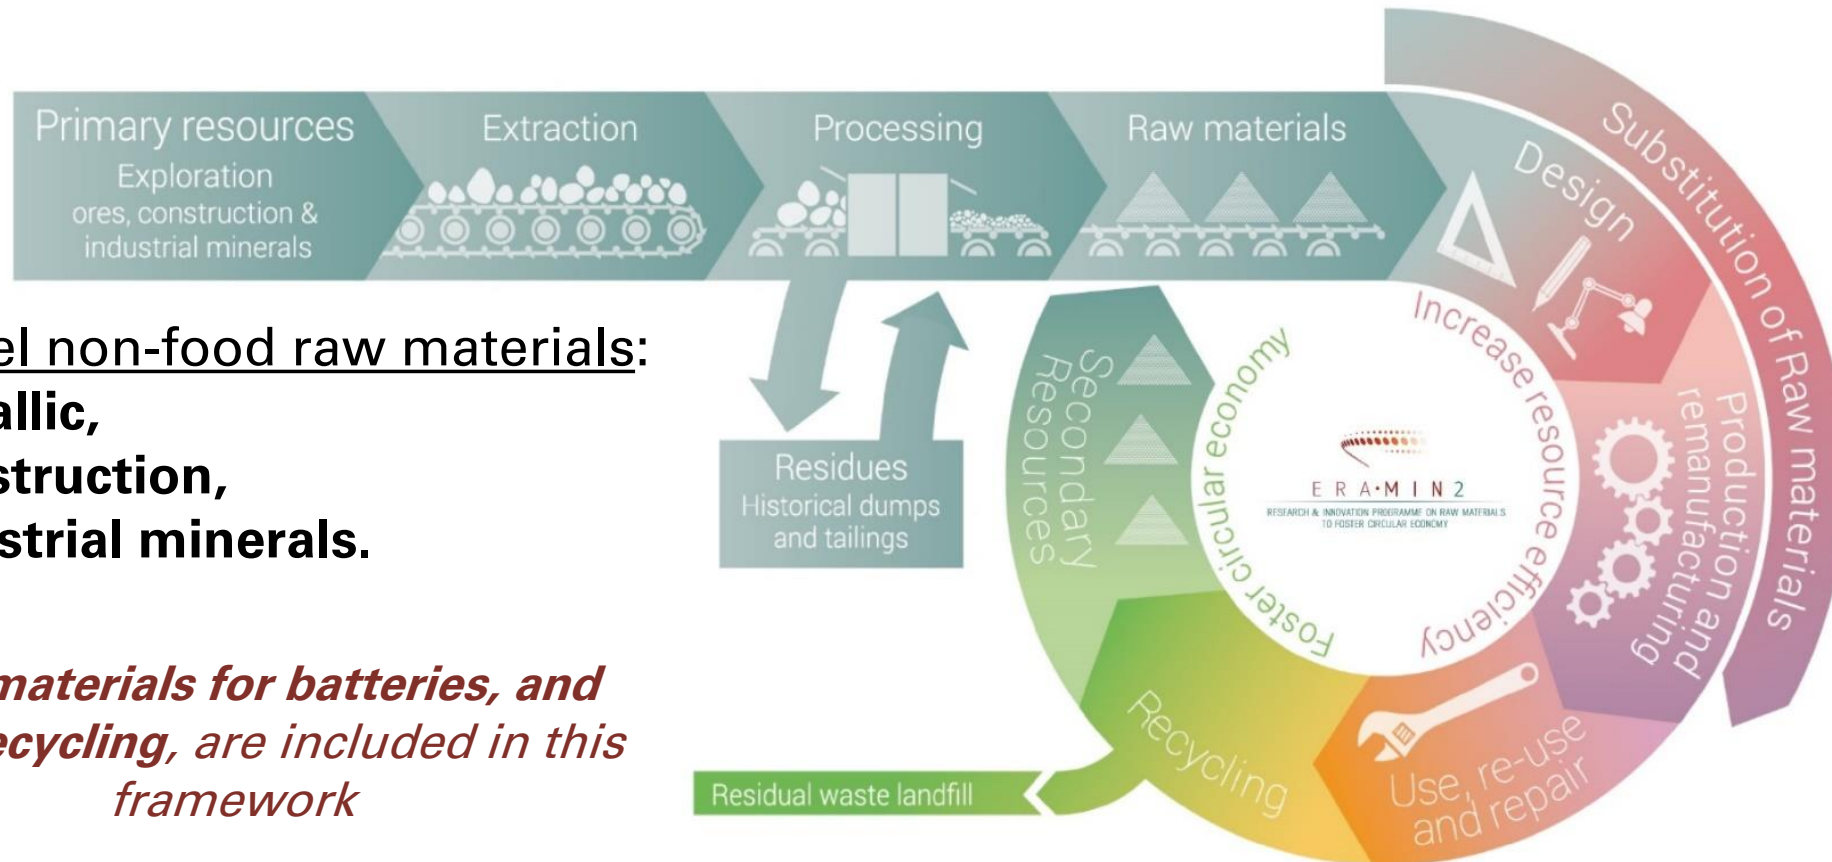 Primary resources
Exploration
ores, construction &
industrial minerals
Extraction
Processing
Raw materials
Design
Substitution of Raw materials
Production and
remanufacturing
Use, re-use
and repair
Recycling
Residual waste landfill
Secondary
Resources
Residues
Historical dumps
and tailings
Foster circular economy
Increase resource efficiency
ERA•MIN2
RESEARCH & INNOVATION PROGRAMME ON RAW MATERIALS
TO FOSTER CIRCULAR ECONOMY
el non-food raw materials:
allic,
struction,
strial minerals.
materials for batteries, and
ecycling, are included in this
framework